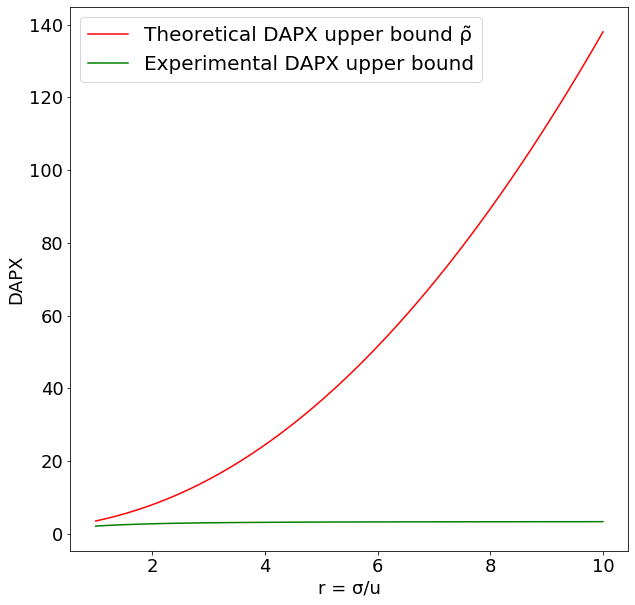 Theoretical DAPX upper bound ρ̃
Experimental DAPX upper bound
DAPX
140
120
100
80
60
40
20
0
2 4 6 8 10
r = σ/u